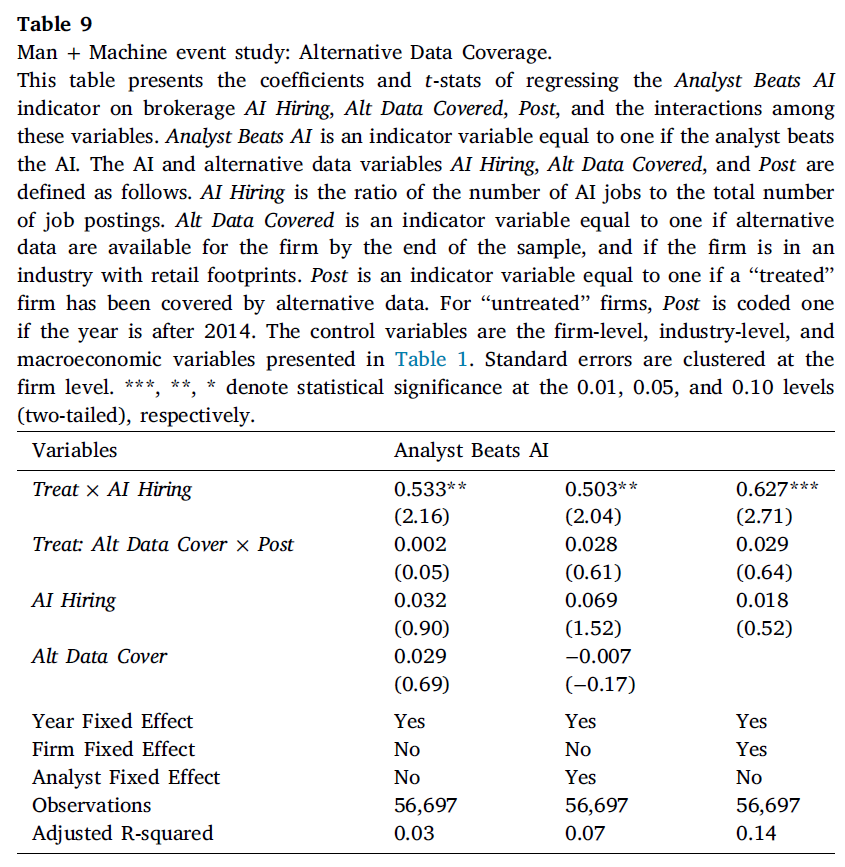 Table 9
Man + Machine event study: Alternative Data Coverage.
This table presents the coefficients and t-stats of regressing the Analyst Beats AI
indicator on brokerage AI Hiring, Alt Data Covered, Post, and the interactions among
these variables. Analyst Beats AI is an indicator variable equal to one if the analyst beats
the AI. The AI and alternative data variables AI Hiring, Alt Data Covered, and Post are
defined as follows. AI Hiring is the ratio of the number of AI jobs to the total number
of job postings. Alt Data Covered is an indicator variable equal to one if alternative
data are available for the firm by the end of the sample, and if the firm is in an
industry with retail footprints. Post is an indicator variable equal to one if a “treated”
firm has been covered by alternative data. For “untreated” firms, Post is coded one
if the year is after 2014. The control variables are the firm-level, industry-level, and
macroeconomic variables presented in Table 1. Standard errors are clustered at the
firm level. ***, **, * denote statistical significance at the 0.01, 0.05, and 0.10 levels
(two-tailed), respectively.
Variables Analyst Beats AI
Treat × AI Hiring 0.533** 0.503** 0.627***
(2.16) (2.04) (2.71)
Treat: Alt Data Cover × Post 0.002 0.028 0.029
(0.05) (0.61) (0.64)
AI Hiring 0.032 0.069 0.018
(0.90) (1.52) (0.52)
Alt Data Cover 0.029 −0.007
(0.69) (−0.17)
Year Fixed Effect Yes Yes Yes
Firm Fixed Effect No No Yes
Analyst Fixed Effect No Yes No
Observations 56,697 56,697 56,697
Adjusted R-squared 0.03 0.07 0.14